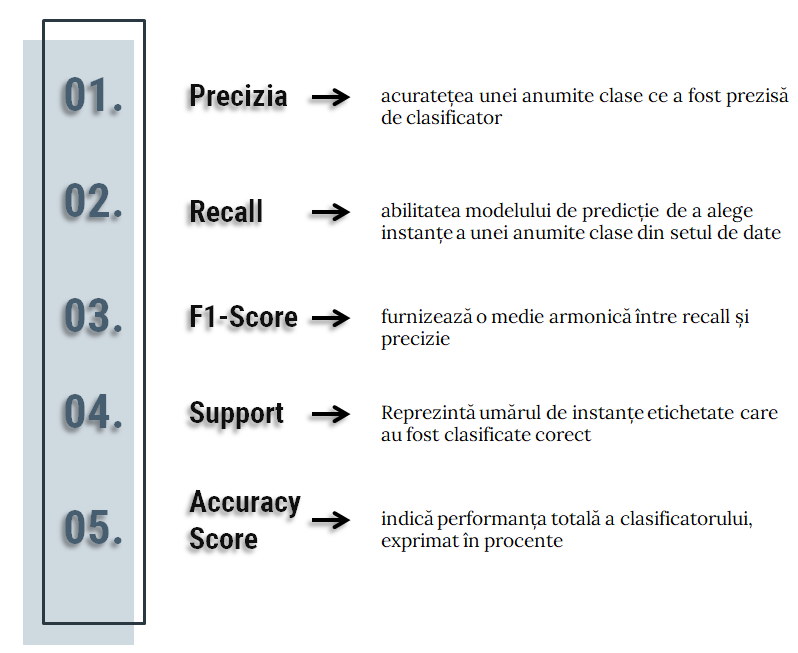 01.
Precizia
acuratețea unei anumite clase ce a fost prezisă
de clasificator
02.
Recall
abilitatea modelului de predicție de a alege
instanțe a unei anumite clase din setul de date
03.
F1-Score
furnizează o medie armonică între recall și
precizie
04.
Support
Reprezintă umărul de instanțe etichetate care
au fost clasificate corect
05.
Accuracy
Score
indică performanța totală a clasificatorului,
exprimat în procente